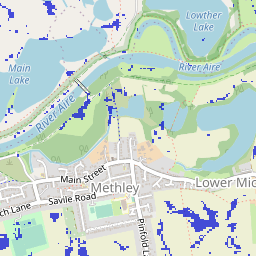 Lowther
Lake
Main
Lake
River Aire
River Aire
Main Street
Methley
Lower Mic
Savile Road
ch Lane
Pinfold L